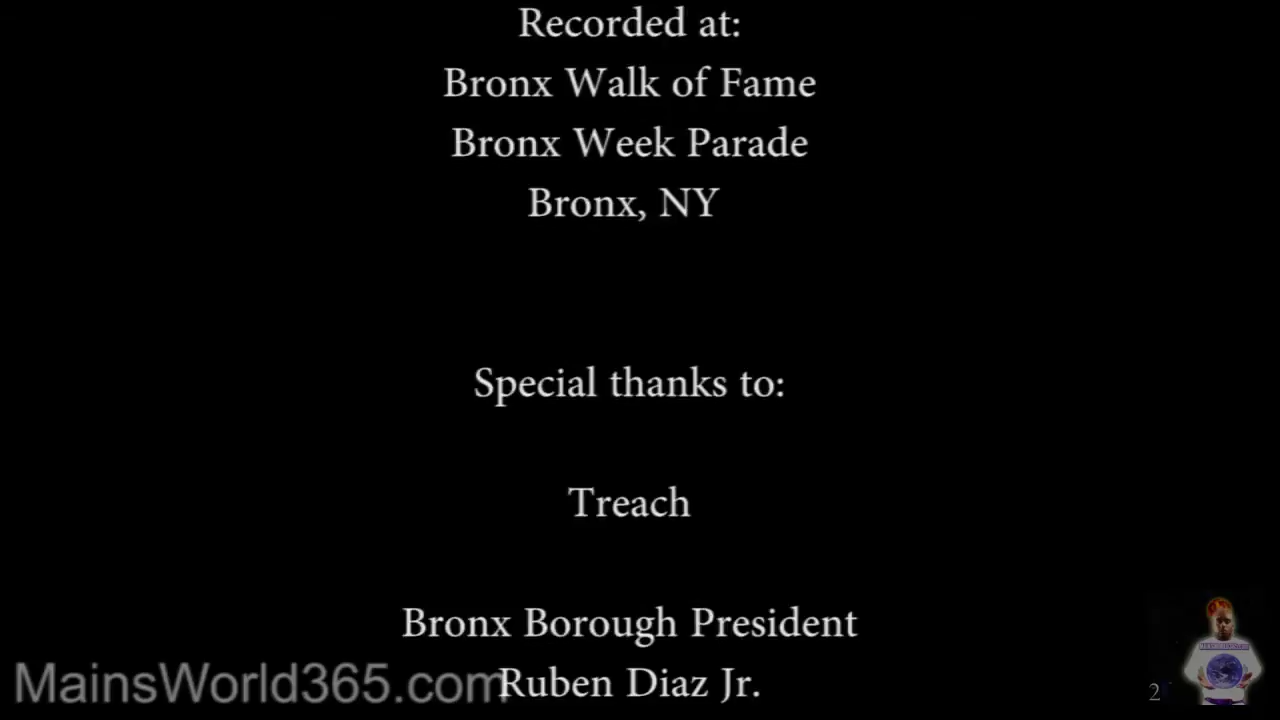 Recorded at:
Bronx Walk of Fame
Bronx Week Parade
Bronx, NY
Special thanks to:
Treach
Bronx Borough President
Ruben Diaz Jr.
MainsWorld365.com
2